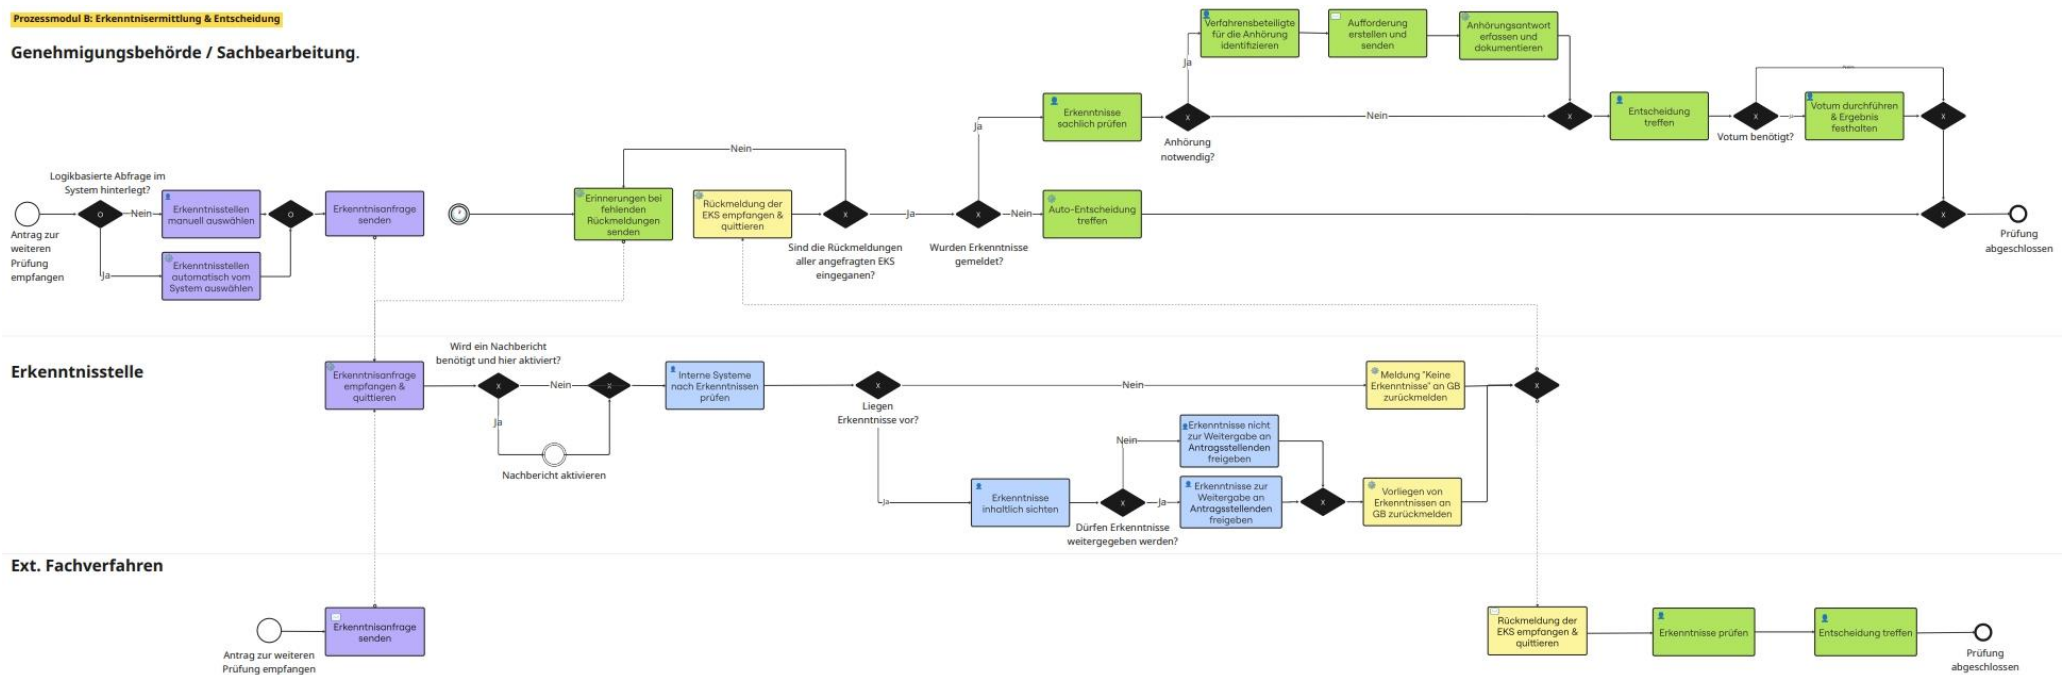 Prozessmodul B: Erkenntnisermittlung & Entscheidung
Genehmigungsbehörde / Sachbearbeitung.
Verfahrensbeteiligte
für die Anhörung
identifizieren
Aufforderung
erstellen und
senden
Anhörungsantwort
erfassen und
dokumentieren
Ja
Erkenntnisse
sachlich prüfen
Ja
X
Anhörung
notwendig?
Nein
X
Entscheidung
treffen
X
Votum benötigt?
Ja
Nein
Votum durchführen
& Ergebnis
festhalten
X
Antrag zur
weiteren
Prüfung
empfangen
Logikbasierte Abfrage im
System hinterlegt?
O
Nein
Erkenntnisstellen
manuell auswählen
Ja
Erkenntnisstellen
automatisch vom
System auswählen
O
Erkenntnisanfrage
senden
Erinnerungen bei
fehlenden
Rückmeldungen
senden
Nein
Rückmeldung der
EKS empfangen &
quittieren
X
Sind die Rückmeldungen
aller angefragten EKS
eingeganen?
Ja
X
Wurden Erkenntnisse
gemeldet?
Nein
Auto-Entscheidung
treffen
X
Prüfung
abgeschlossen
Erkenntnisstelle
Erkenntnisanfrage
empfangen &
quittieren
Wird ein Nachbericht
benötigt und hier aktiviert?
X
Nein
Ja
Nachbericht aktivieren
X
Interne Systeme
nach Erkenntnissen
prüfen
X
Liegen
Erkenntnisse vor?
Nein
Meldung "Keine
Erkenntnisse" an GB
zurückmelden
X
Ja
Erkenntnisse
inhaltlich sichten
X
Dürfen Erkenntnisse
weitergegeben werden?
Nein
Erkenntnisse nicht
zur Weitergabe an
Antragsstellenden
freigeben
Ja
Erkenntnisse zur
Weitergabe an
Antragsstellenden
freigeben
X
Vorliegen von
Erkenntnissen an
GB zurückmelden
Ext. Fachverfahren
Antrag zur weiteren
Prüfung empfangen
Erkenntnisanfrage
senden
Rückmeldung der
EKS empfangen &
quittieren
Erkenntnisse prüfen
Entscheidung treffen
Prüfung
abgeschlossen